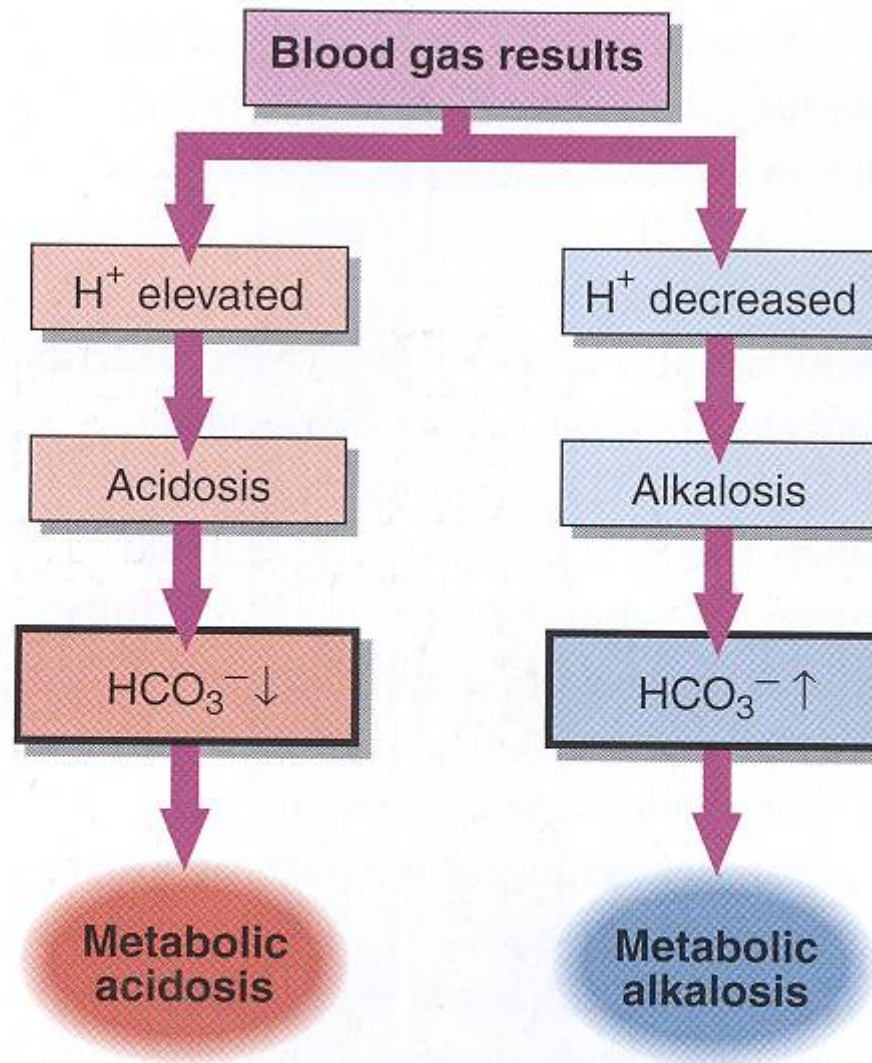 Blood gas results
H⁺ elevated
H⁺ decreased
Acidosis
Alkalosis
HCO₃⁻ ↓
HCO₃⁻ ↑
Metabolic
acidosis
Metabolic
alkalosis